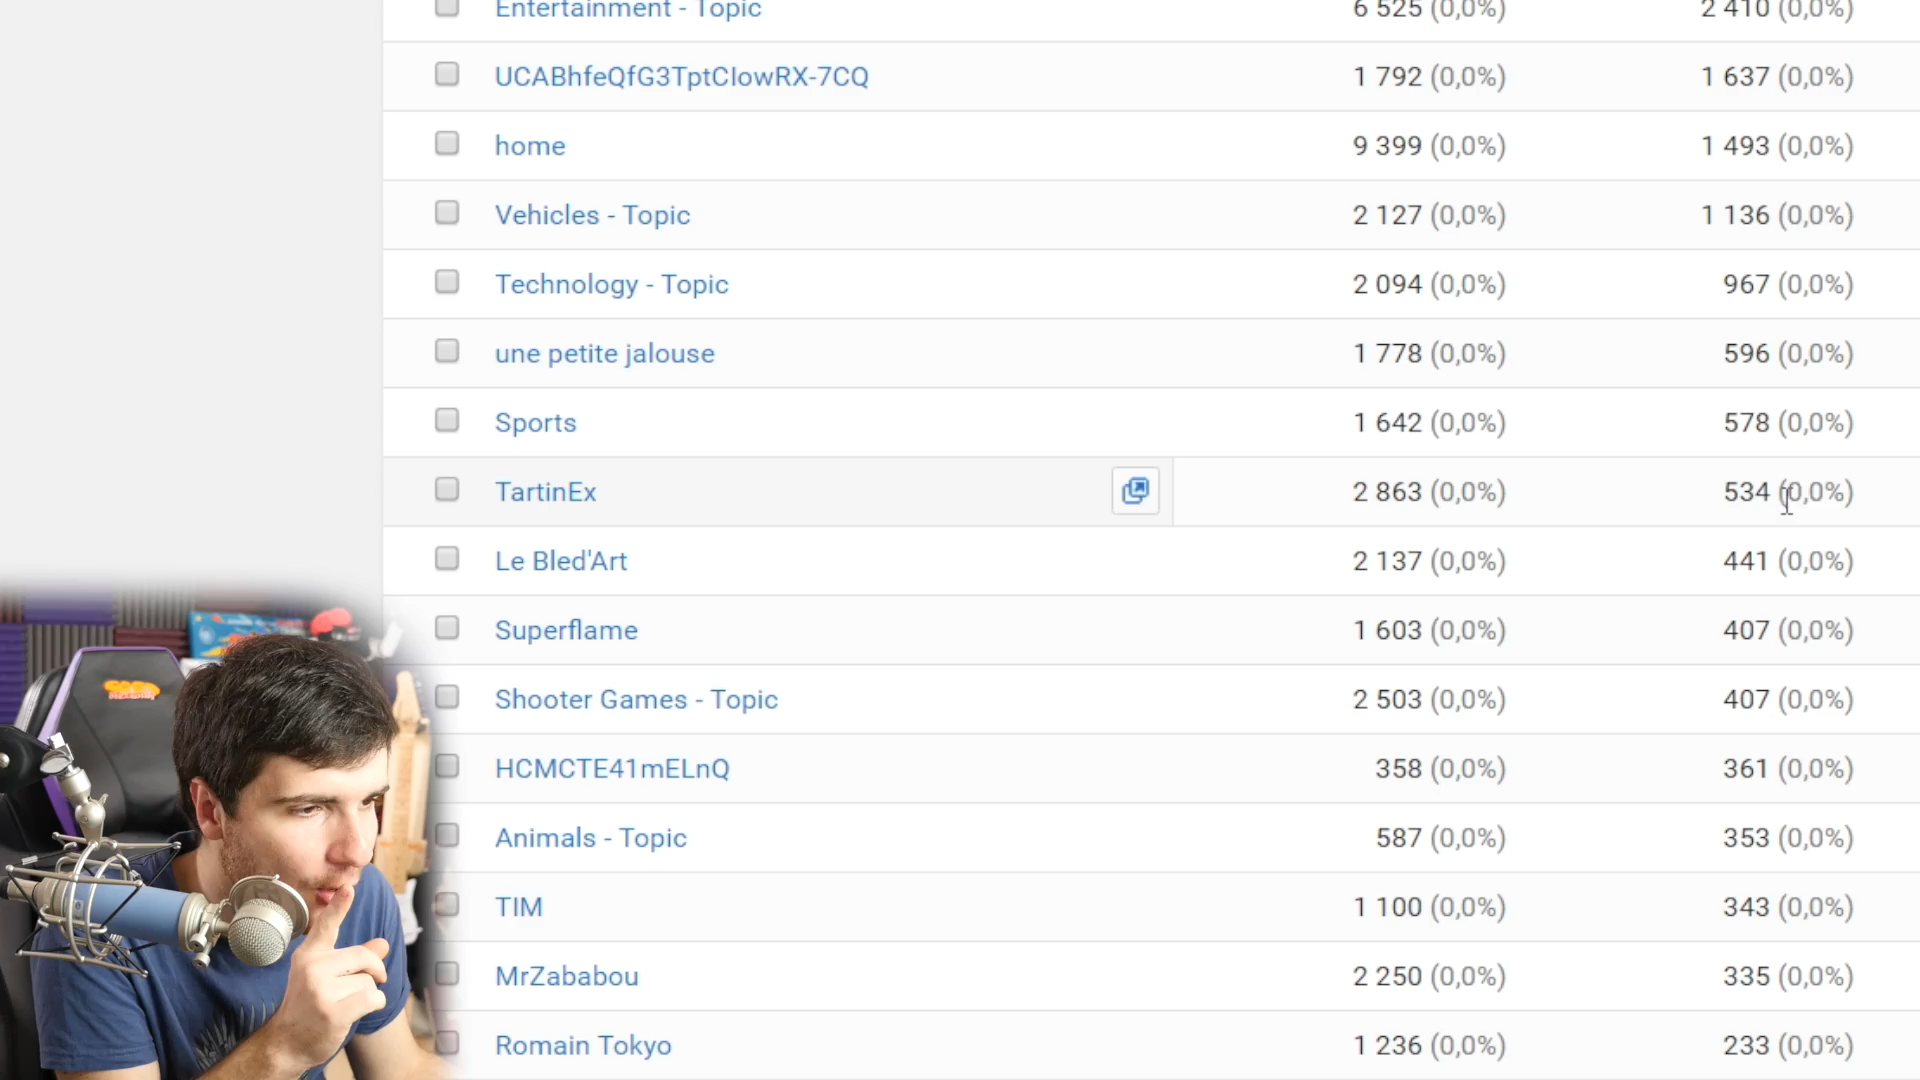 Entertainment - Topic 6 525 (0,0%) 2 410 (0,0%)
UCABhfeQfG3TptCIowRX-7CQ 1 792 (0,0%) 1 637 (0,0%)
home 9 399 (0,0%) 1 493 (0,0%)
Vehicles - Topic 2 127 (0,0%) 1 136 (0,0%)
Technology - Topic 2 094 (0,0%) 967 (0,0%)
une petite jalouse 1 778 (0,0%) 596 (0,0%)
Sports 1 642 (0,0%) 578 (0,0%)
TartinEx 2 863 (0,0%) 534 (0,0%)
Le Bled'Art 2 137 (0,0%) 441 (0,0%)
Superflame 1 603 (0,0%) 407 (0,0%)
Shooter Games - Topic 2 503 (0,0%) 407 (0,0%)
HCMCTE41mELnQ 358 (0,0%) 361 (0,0%)
Animals - Topic 587 (0,0%) 353 (0,0%)
TIM 1 100 (0,0%) 343 (0,0%)
MrZababou 2 250 (0,0%) 335 (0,0%)
Romain Tokyo 1 236 (0,0%) 233 (0,0%)